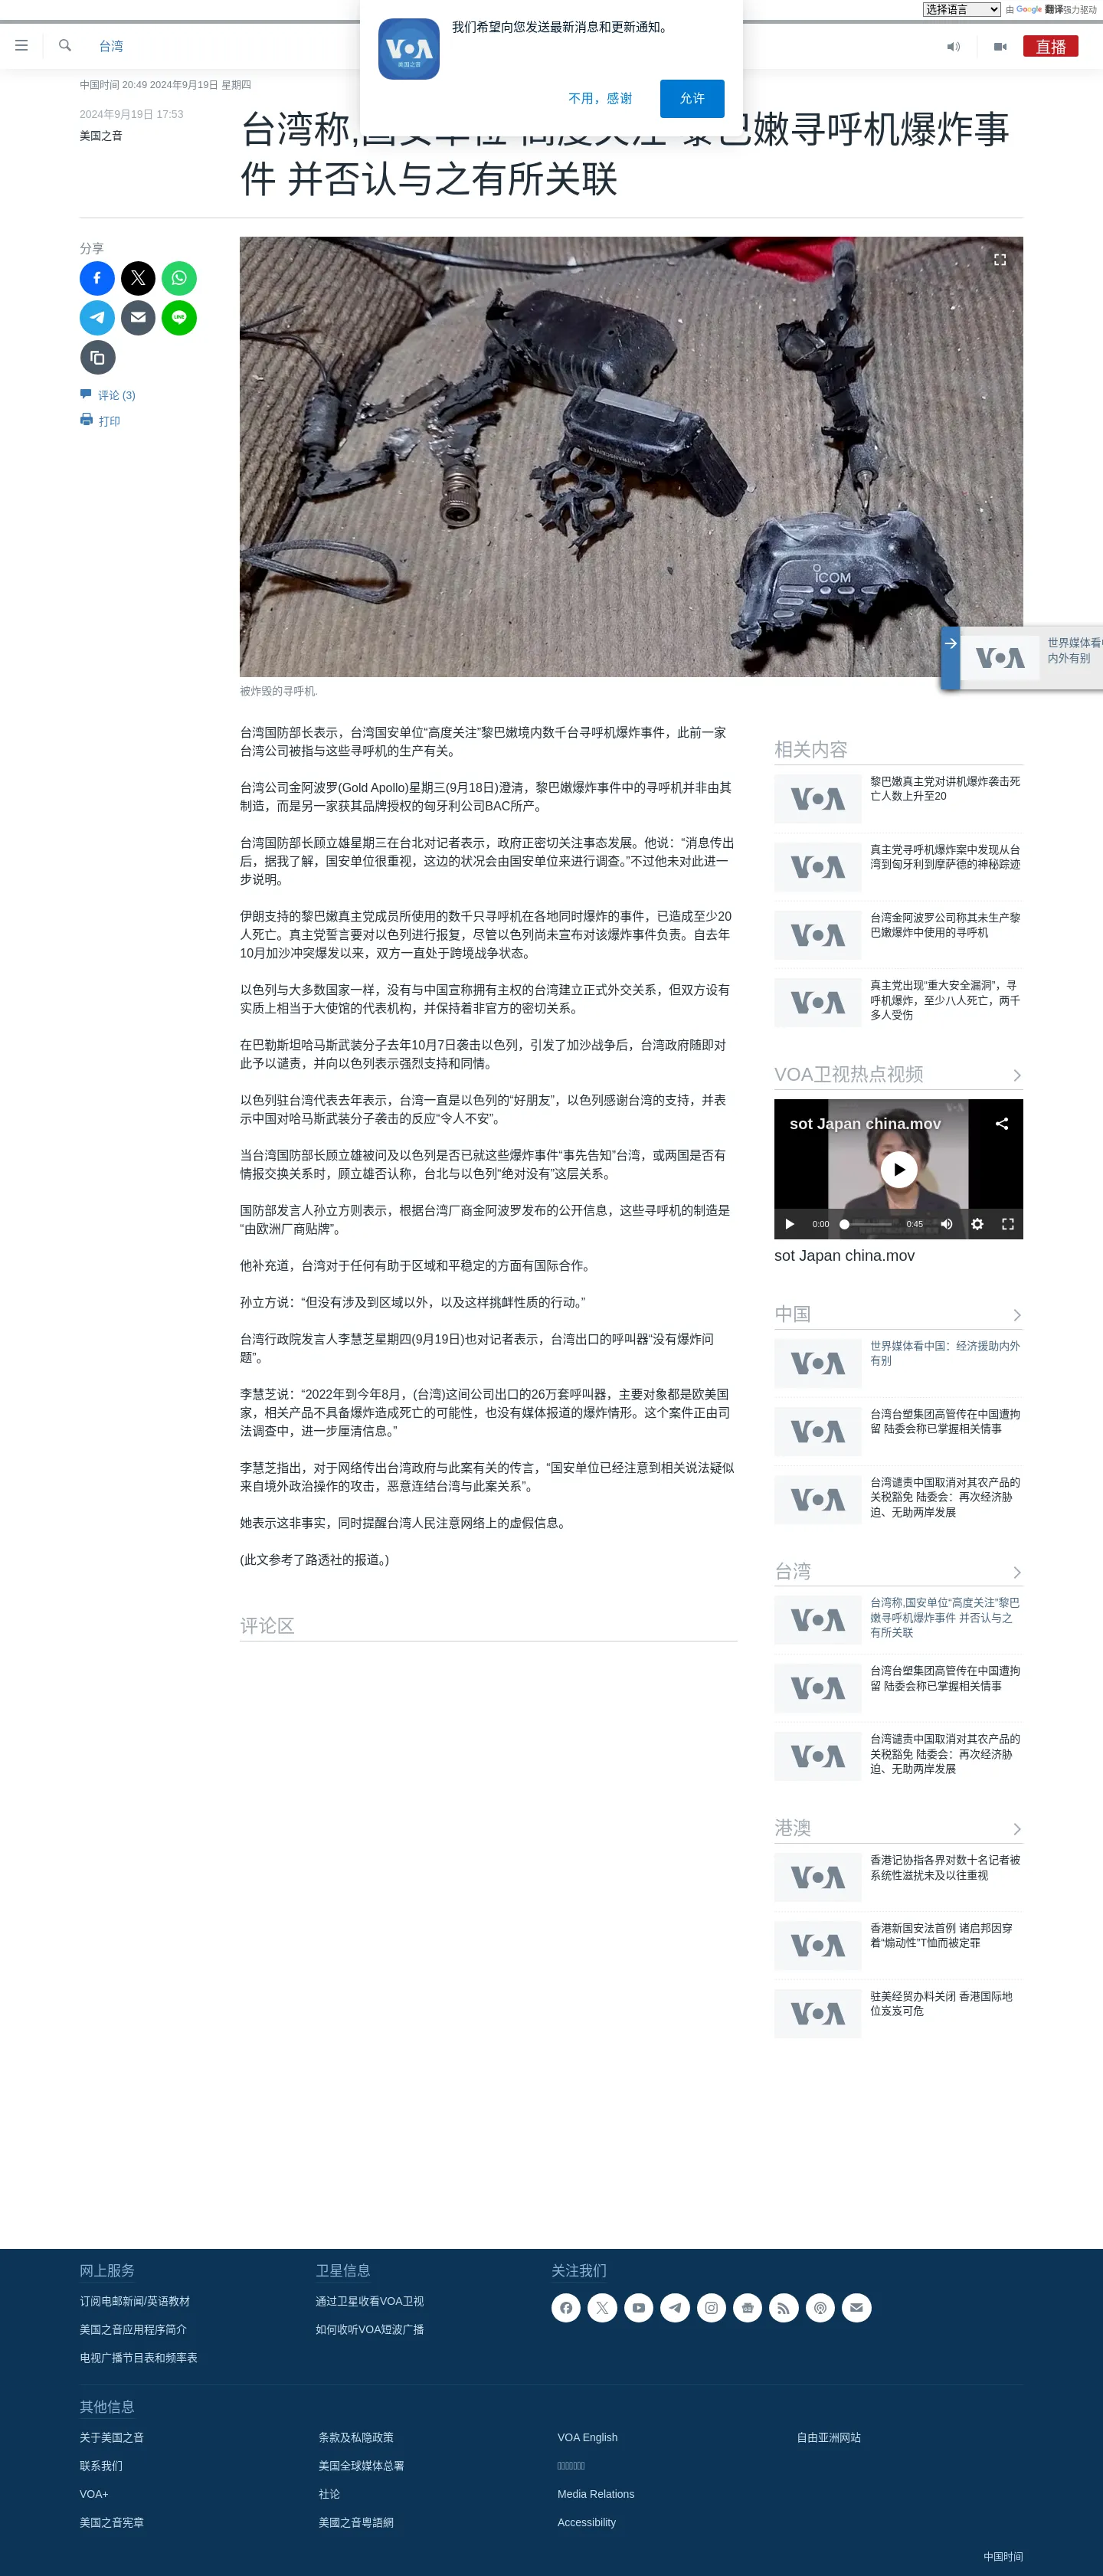 选择语言 由 Google 翻译强力驱动
台湾
直播
VOA
美国之音
我们希望向您发送最新消息和更新通知。
不用，感谢
允许
中国时间 20:49 2024年9月19日 星期四
2024年9月19日 17:53
美国之音
台湾称,国安单位“高度关注”黎巴嫩寻呼机爆炸事
件 并否认与之有所关联
分享
评论 (3)
打印
ICOM
被炸毁的寻呼机.
VOA
世界媒体看
内外有别
台湾国防部长表示，台湾国安单位“高度关注”黎巴嫩境内数千台寻呼机爆炸事件，此前一家
台湾公司被指与这些寻呼机的生产有关。
台湾公司金阿波罗(Gold Apollo)星期三(9月18日)澄清，黎巴嫩爆炸事件中的寻呼机并非由其
制造，而是另一家获其品牌授权的匈牙利公司BAC所产。
台湾国防部长顾立雄星期三在台北对记者表示，政府正密切关注事态发展。他说：“消息传出
后，据我了解，国安单位很重视，这边的状况会由国安单位来进行调查。”不过他未对此进一
步说明。
伊朗支持的黎巴嫩真主党成员所使用的数千只寻呼机在各地同时爆炸的事件，已造成至少20
人死亡。真主党誓言要对以色列进行报复，尽管以色列尚未宣布对该爆炸事件负责。自去年
10月加沙冲突爆发以来，双方一直处于跨境战争状态。
以色列与大多数国家一样，没有与中国宣称拥有主权的台湾建立正式外交关系，但双方设有
实质上相当于大使馆的代表机构，并保持着非官方的密切关系。
在巴勒斯坦哈马斯武装分子去年10月7日袭击以色列，引发了加沙战争后，台湾政府随即对
此予以谴责，并向以色列表示强烈支持和同情。
以色列驻台湾代表去年表示，台湾一直是以色列的“好朋友”，以色列感谢台湾的支持，并表
示中国对哈马斯武装分子袭击的反应“令人不安”。
当台湾国防部长顾立雄被问及以色列是否已就这些爆炸事件“事先告知”台湾，或两国是否有
情报交换关系时，顾立雄否认称，台北与以色列“绝对没有”这层关系。
国防部发言人孙立方则表示，根据台湾厂商金阿波罗发布的公开信息，这些寻呼机的制造是
“由欧洲厂商贴牌”。
他补充道，台湾对于任何有助于区域和平稳定的方面有国际合作。
孙立方说：“但没有涉及到区域以外，以及这样挑衅性质的行动。”
台湾行政院发言人李慧芝星期四(9月19日)也对记者表示，台湾出口的呼叫器“没有爆炸问
题”。
李慧芝说：“2022年到今年8月，(台湾)这间公司出口的26万套呼叫器，主要对象都是欧美国
家，相关产品不具备爆炸造成死亡的可能性，也没有媒体报道的爆炸情形。这个案件正由司
法调查中，进一步厘清信息。”
李慧芝指出，对于网络传出台湾政府与此案有关的传言，“国安单位已经注意到相关说法疑似
来自境外政治操作的攻击，恶意连结台湾与此案关系”。
她表示这非事实，同时提醒台湾人民注意网络上的虚假信息。
(此文参考了路透社的报道。)
评论区
相关内容
VOA
黎巴嫩真主党对讲机爆炸袭击死
亡人数上升至20
VOA
真主党寻呼机爆炸案中发现从台
湾到匈牙利到摩萨德的神秘踪迹
VOA
台湾金阿波罗公司称其未生产黎
巴嫩爆炸中使用的寻呼机
VOA
真主党出现“重大安全漏洞”，寻
呼机爆炸，至少八人死亡，两千
多人受伤
VOA卫视热点视频
sot Japan china.mov
0:00
0:45
sot Japan china.mov
中国
VOA
世界媒体看中国：经济援助内外
有别
VOA
台湾台塑集团高管传在中国遭拘
留 陆委会称已掌握相关情事
VOA
台湾谴责中国取消对其农产品的
关税豁免 陆委会：再次经济胁
迫、无助两岸发展
台湾
VOA
台湾称,国安单位“高度关注”黎巴
嫩寻呼机爆炸事件 并否认与之
有所关联
VOA
台湾台塑集团高管传在中国遭拘
留 陆委会称已掌握相关情事
VOA
台湾谴责中国取消对其农产品的
关税豁免 陆委会：再次经济胁
迫、无助两岸发展
港澳
VOA
香港记协指各界对数十名记者被
系统性滋扰未及以往重视
VOA
香港新国安法首例 诸启邦因穿
着“煽动性”T恤而被定罪
VOA
驻美经贸办料关闭 香港国际地
位岌岌可危
网上服务
订阅电邮新闻/英语教材
美国之音应用程序简介
电视广播节目表和频率表
卫星信息
通过卫星收看VOA卫视
如何收听VOA短波广播
关注我们
其他信息
关于美国之音
联系我们
VOA+
美国之音宪章
条款及私隐政策
美国全球媒体总署
社论
美國之音粵語網
VOA English
Media Relations
Accessibility
自由亚洲网站
中国时间